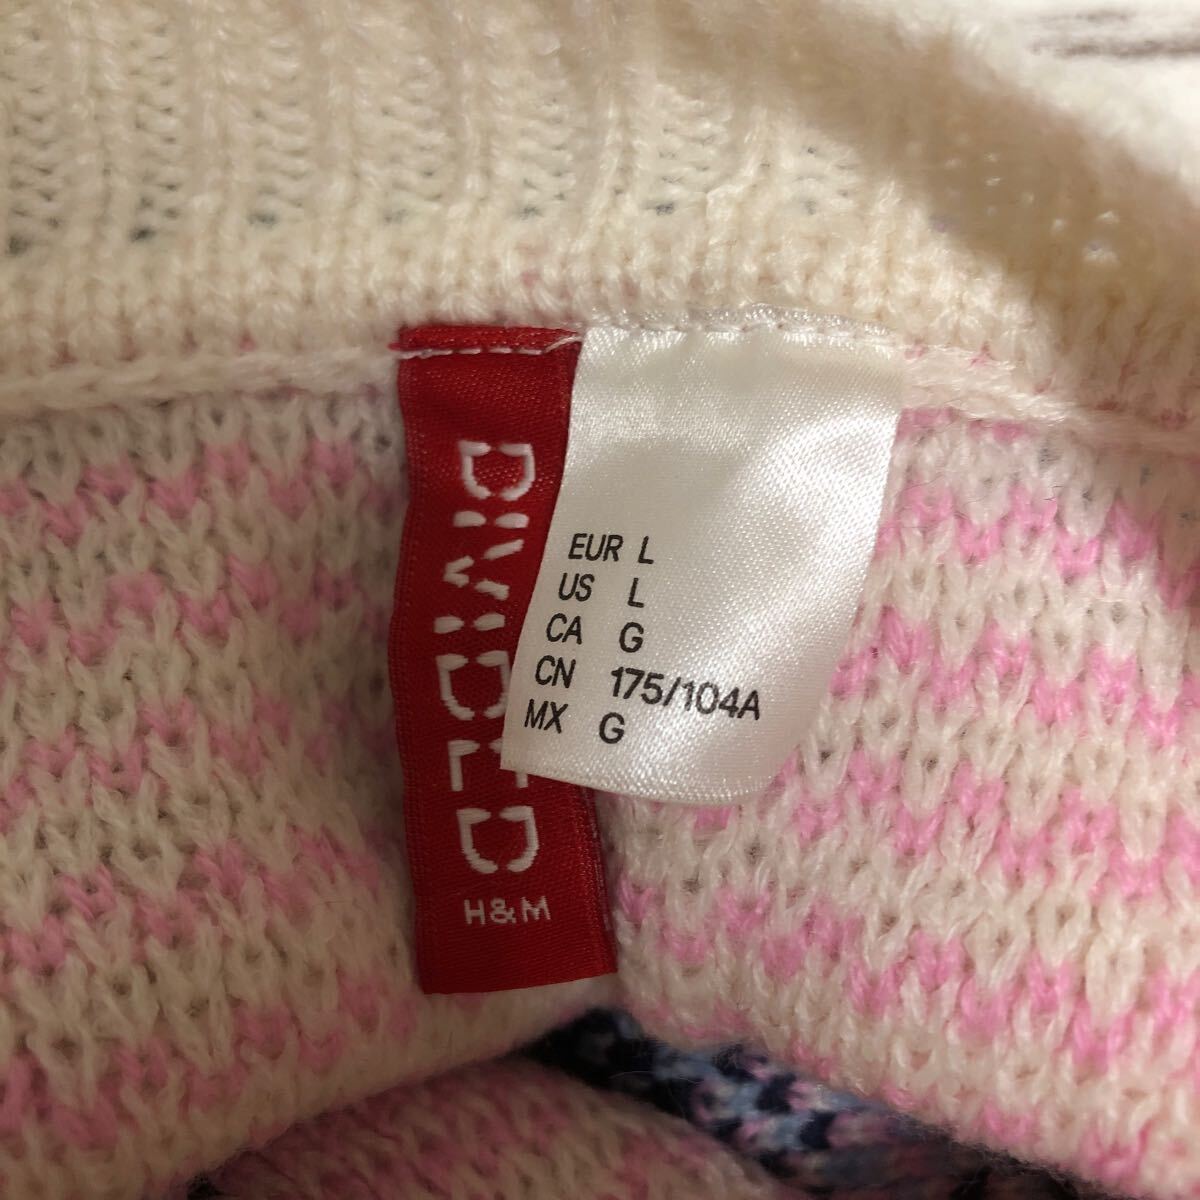 DIVIDED
H&M
EUR L
US L
CA G
CN 175/104A
MX G